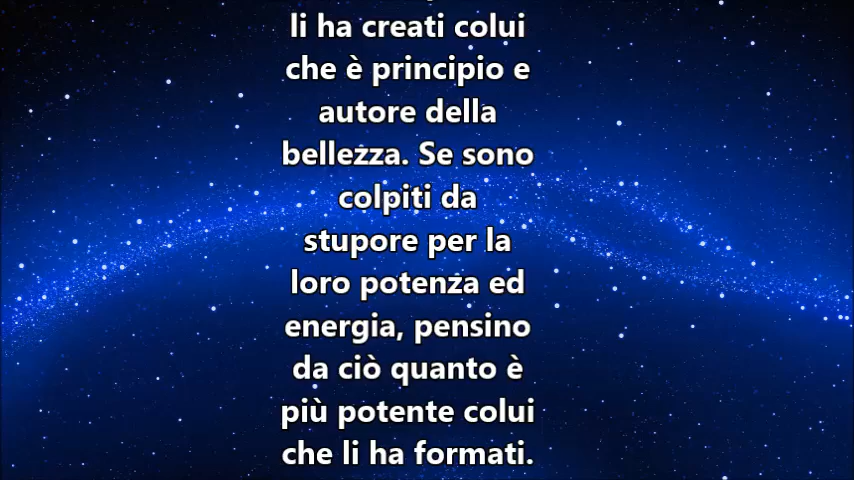 li ha creati colui
che è principio e
autore della
bellezza. Se sono
colpiti da
stupore per la
loro potenza ed
energia, pensino
da ciò quanto è
più potente colui
che li ha formati.